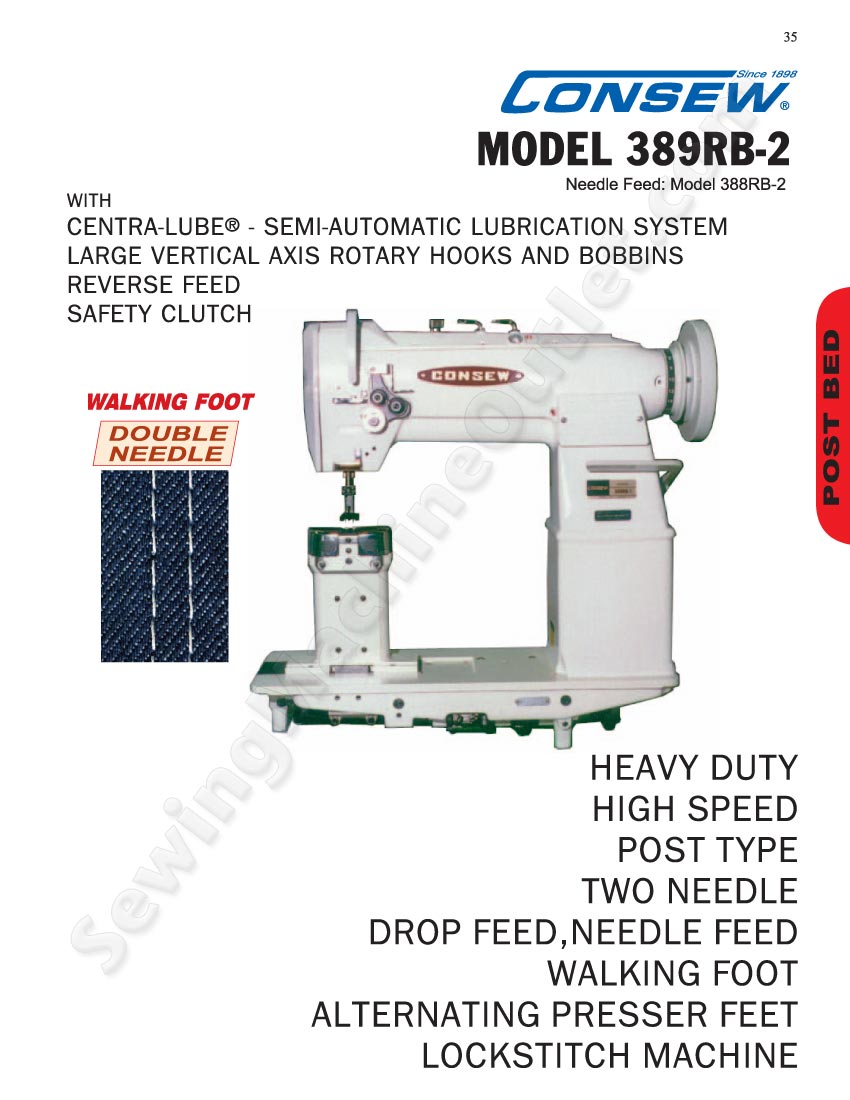 35
Since 1898
CONSEW®
MODEL 389RB-2
Needle Feed: Model 388RB-2
WITH
CENTRA-LUBE® - SEMI-AUTOMATIC LUBRICATION SYSTEM
LARGE VERTICAL AXIS ROTARY HOOKS AND BOBBINS
REVERSE FEED
SAFETY CLUTCH
CONSEW
WALKING FOOT
DOUBLE
NEEDLE
POST BED
CONSEW
HEAVY DUTY
HIGH SPEED
POST TYPE
TWO NEEDLE
DROP FEED,NEEDLE FEED
WALKING FOOT
ALTERNATING PRESSER FEET
LOCKSTITCH MACHINE
SewingMachineOutlet.com